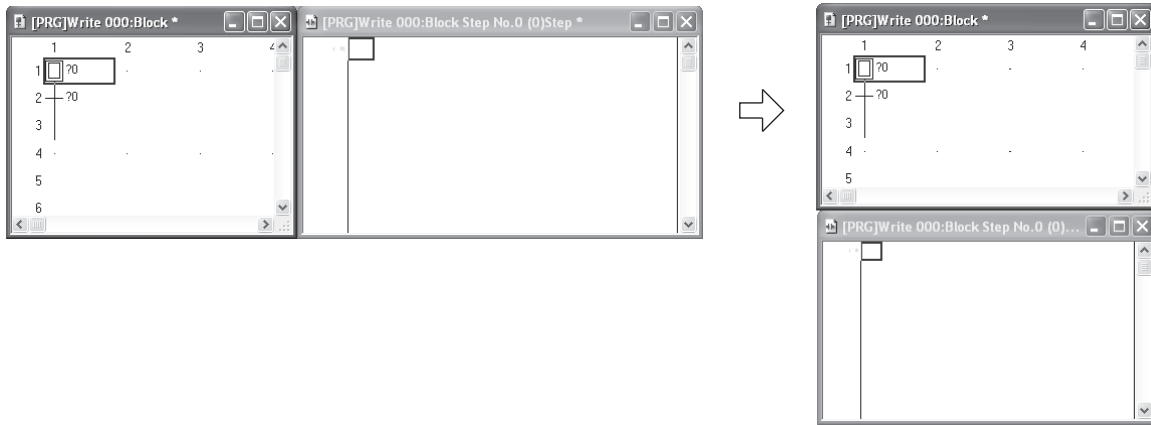 [PRG]Write 000:Block *
1 2 3 4
1 ?0
2 ?0
3
4
5
6
[PRG]Write 000:Block Step No.0 (0)Step *
[PRG]Write 000:Block *
1 2 3 4
1 ?0
2 ?0
3
4
5
[PRG]Write 000:Block Step No.0 (0)...